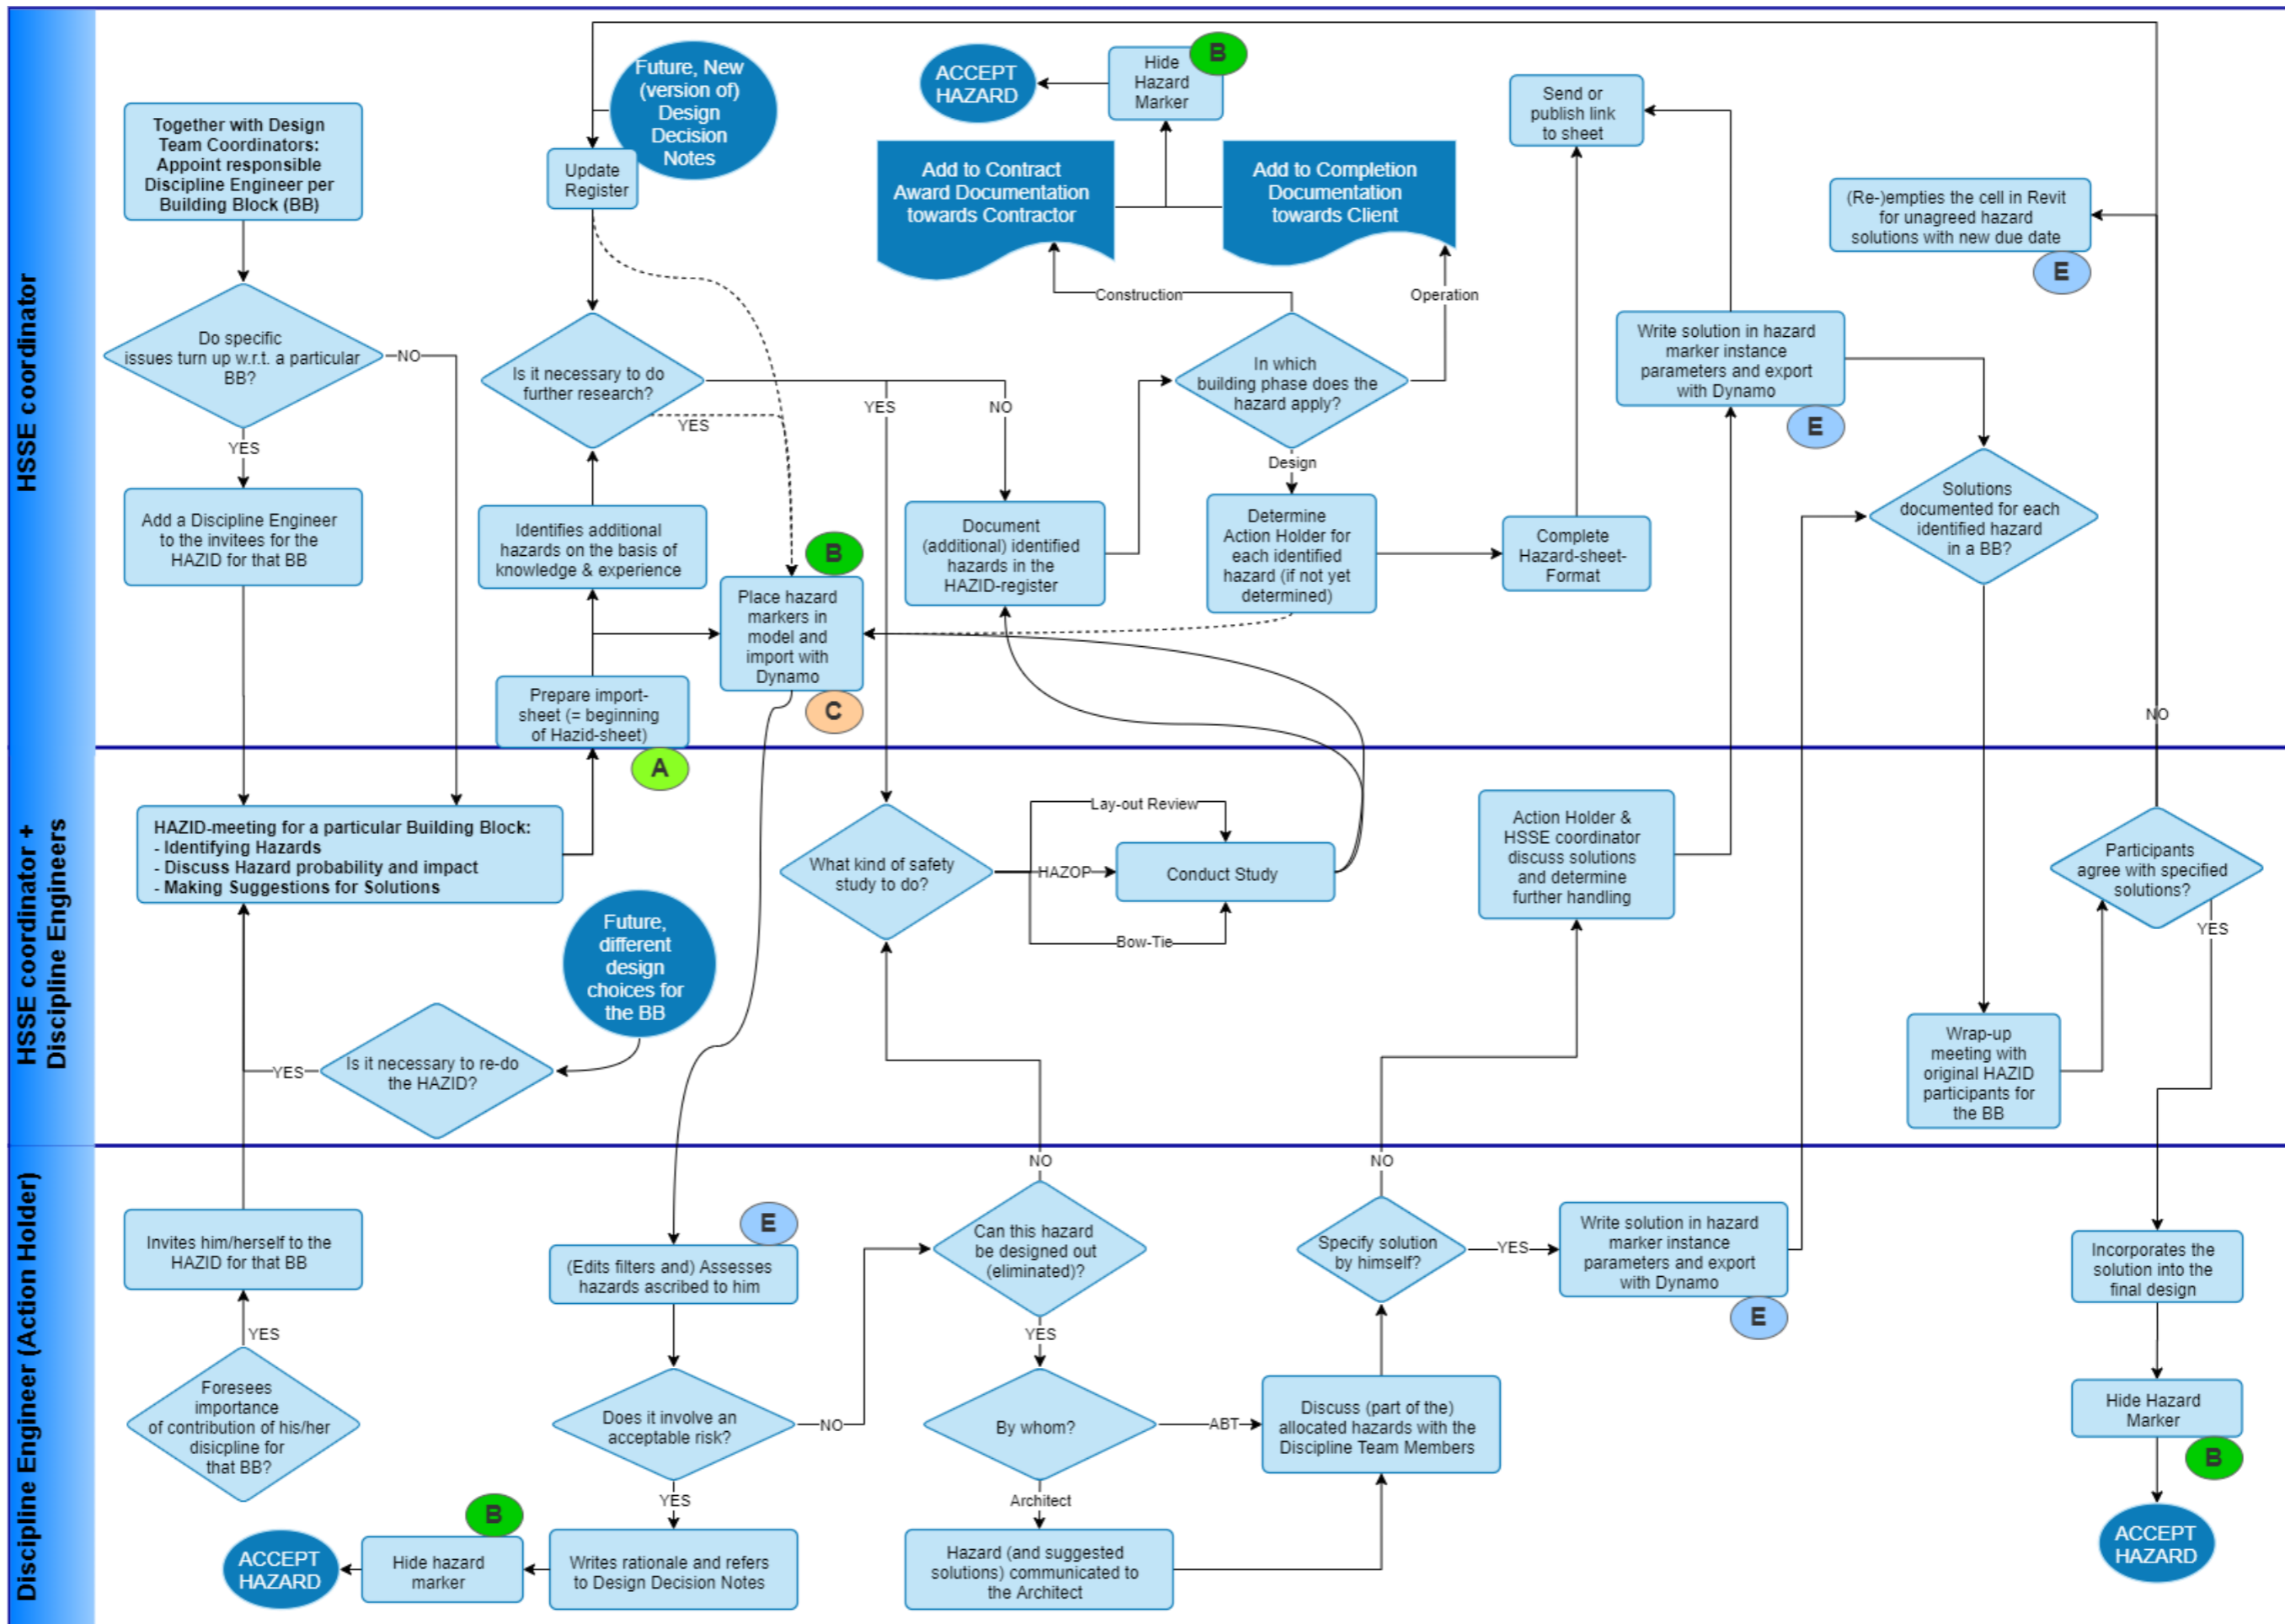 HSSE coordinator
Together with Design
Team Coordinators:
Appoint responsible
Discipline Engineer per
Building Block (BB)
Do specific
issues turn up w.r.t. a particular
BB?
NO
YES
Add a Discipline Engineer
to the invitees for the
HAZID for that BB
Future, New
(version of)
Design
Decision
Notes
Update
Register
Is it necessary to do
further research?
YES
YES
NO
Identifies additional
hazards on the basis of
knowledge & experience
Prepare import-
sheet (= beginning
of Hazid-sheet)
A
B
Place hazard
markers in
model and
import with
Dynamo
C
ACCEPT
HAZARD
Hide
Hazard
Marker
B
Add to Contract
Award Documentation
towards Contractor
Add to Completion
Documentation
towards Client
Construction
Operation
In which
building phase does the
hazard apply?
Design
Document
(additional) identified
hazards in the
HAZID-register
Determine
Action Holder for
each identified
hazard (if not yet
determined)
Complete
Hazard-sheet-
Format
Send or
publish link
to sheet
Write solution in hazard
marker instance
parameters and export
with Dynamo
E
(Re-)empties the cell in Revit
for unagreed hazard
solutions with new due date
E
Solutions
documented for each
identified hazard
in a BB?
NO
HSSE coordinator +
Discipline Engineers
HAZID-meeting for a particular Building Block:
- Identifying Hazards
- Discuss Hazard probability and impact
- Making Suggestions for Solutions
Future,
different
design
choices for
the BB
Is it necessary to re-do
the HAZID?
YES
What kind of safety
study to do?
Lay-out Review
HAZOP
Bow-Tie
Conduct Study
Action Holder &
HSSE coordinator
discuss solutions
and determine
further handling
Wrap-up
meeting with
original HAZID
participants for
the BB
Participants
agree with specified
solutions?
YES
Discipline Engineer (Action Holder)
Invites him/herself to the
HAZID for that BB
YES
Foresees
importance
of contribution of his/her
disicpline for
that BB?
E
(Edits filters and) Assesses
hazards ascribed to him
Does it involve an
acceptable risk?
NO
YES
Writes rationale and refers
to Design Decision Notes
B
Hide hazard
marker
ACCEPT
HAZARD
NO
Can this hazard
be designed out
(eliminated)?
YES
By whom?
ABT
Architect
Hazard (and suggested
solutions) communicated to
the Architect
Discuss (part of the)
allocated hazards with the
Discipline Team Members
NO
Specify solution
by himself?
YES
Write solution in hazard
marker instance
parameters and export
with Dynamo
E
Incorporates the
solution into the
final design
Hide Hazard
Marker
B
ACCEPT
HAZARD